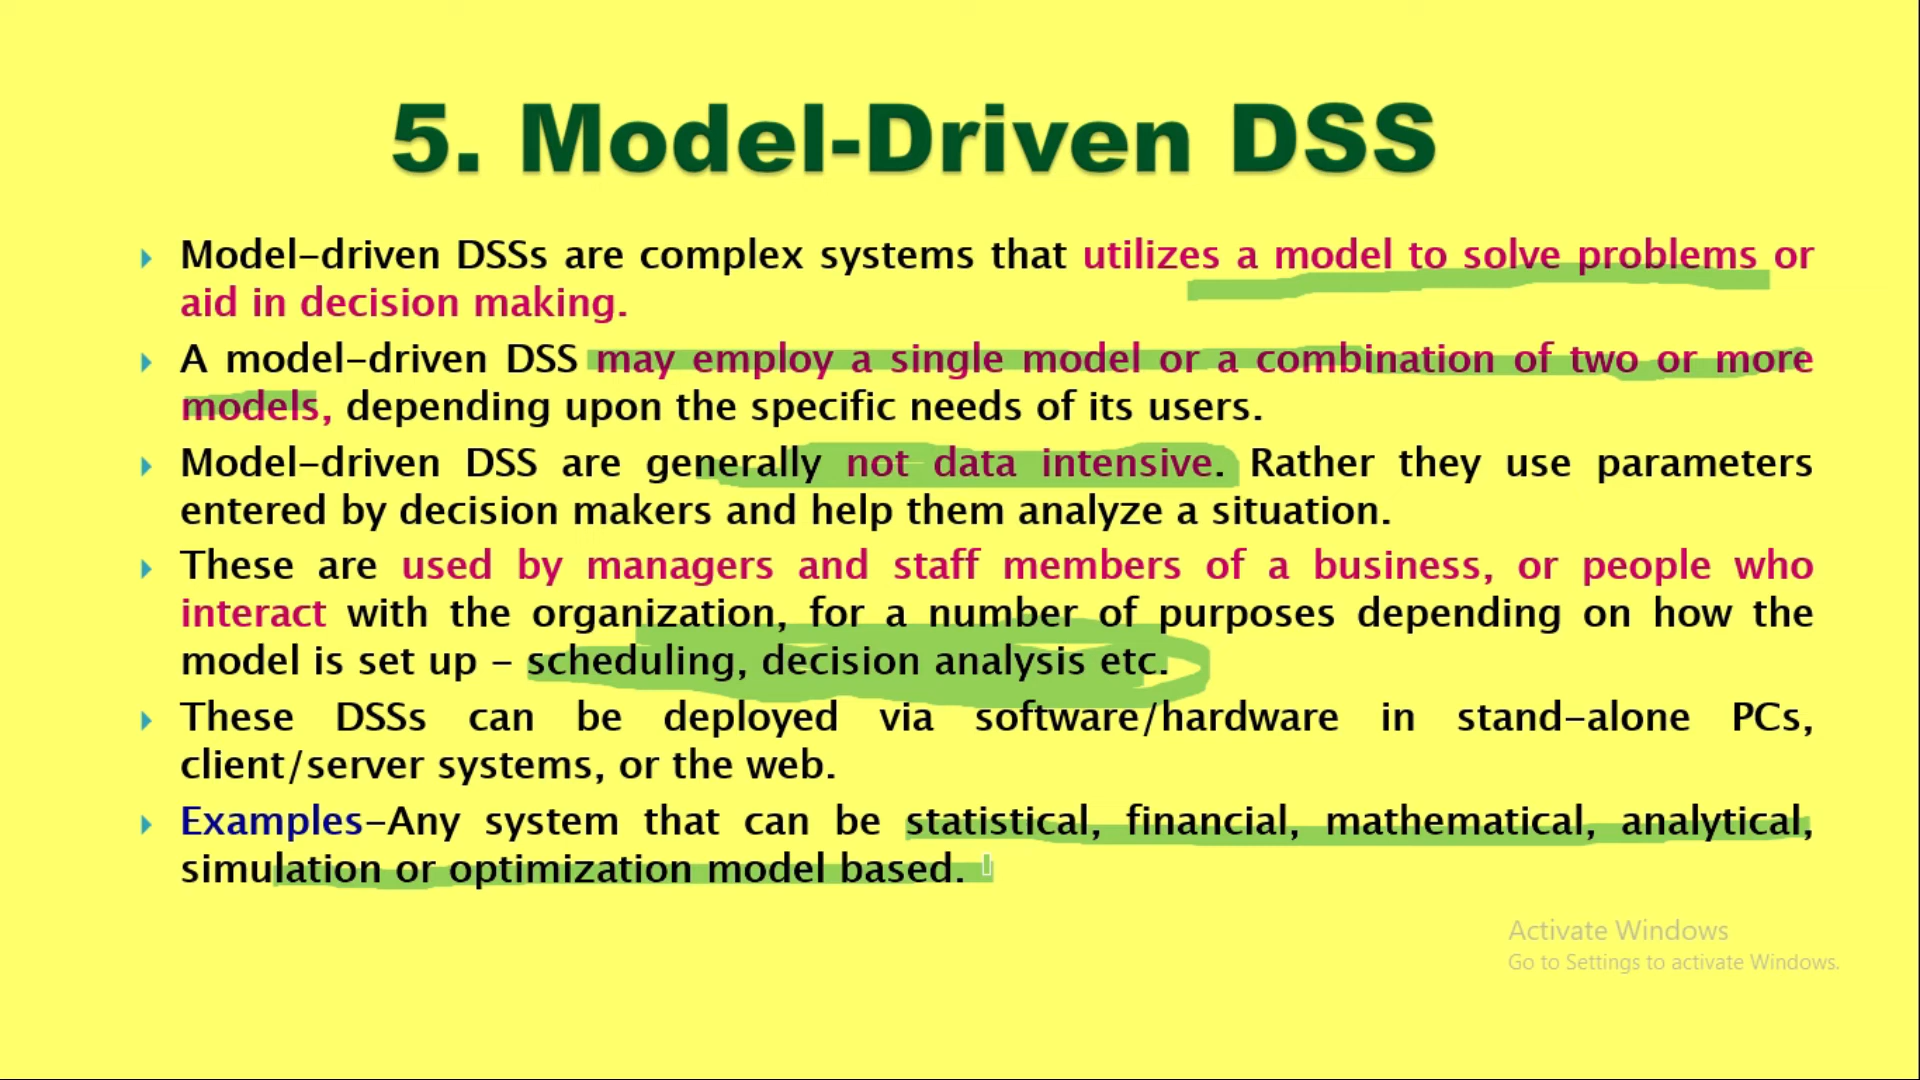 5. Model-Driven DSS
Model-driven DSSs are complex systems that utilizes a model to solve problems or
aid in decision making.
A model-driven DSS may employ a single model or a combination of two or more
models, depending upon the specific needs of its users.
Model-driven DSS are generally not data intensive. Rather they use parameters
entered by decision makers and help them analyze a situation.
These are used by managers and staff members of a business, or people who
interact with the organization, for a number of purposes depending on how the
model is set up – scheduling, decision analysis etc.
These DSSs can be deployed via software/hardware in stand-alone PCs,
client/server systems, or the web.
Examples-Any system that can be statistical, financial, mathematical, analytical,
simulation or optimization model based.
Activate Windows
Go to Settings to activate Windows.